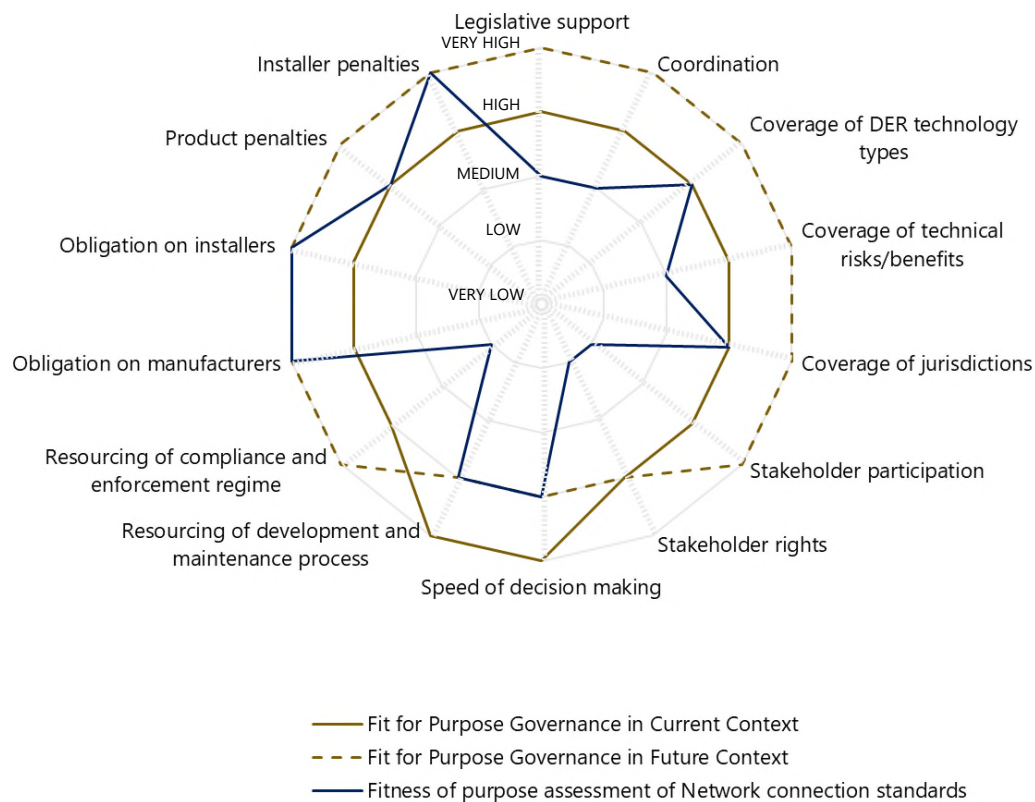 Legislative support
VERY HIGH
Installer penalties
Coordination
HIGH
Product penalties
Coverage of DER technology
types
MEDIUM
LOW
Obligation on installers
Coverage of technical
risks/benefits
VERY LOW
Obligation on manufacturers
Coverage of jurisdictions
Resourcing of compliance and
enforcement regime
Stakeholder participation
Resourcing of development and
maintenance process
Stakeholder rights
Speed of decision making
Fit for Purpose Governance in Current Context
Fit for Purpose Governance in Future Context
Fitness of purpose assessment of Network connection standards